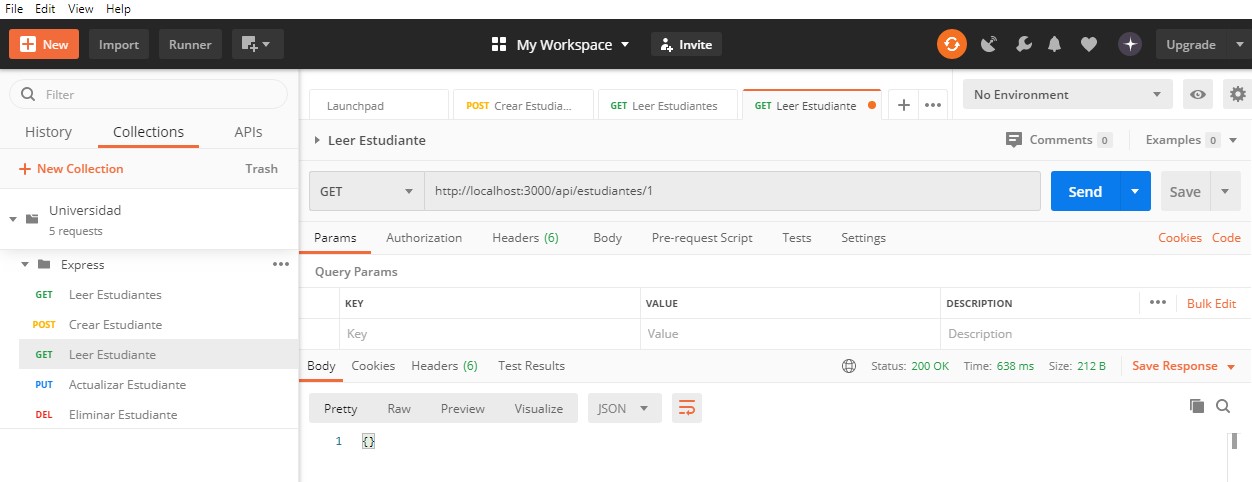 File Edit View Help
New Import Runner My Workspace Invite Upgrade
Filter
History Collections APIs
+ New Collection Trash
Universidad
5 requests
Express
GET Leer Estudiantes
POST Crear Estudiante
GET Leer Estudiante
PUT Actualizar Estudiante
DEL Eliminar Estudiante
Launchpad POST Crear Estudia... GET Leer Estudiantes GET Leer Estudiante + ••• No Environment
Leer Estudiante Comments 0 Examples 0
GET http://localhost:3000/api/estudiantes/1 Send Save
Params Authorization Headers (6) Body Pre-request Script Tests Settings Cookies Code
Query Params
KEY VALUE DESCRIPTION ••• Bulk Edit
Key Value Description
Body Cookies Headers (6) Test Results Status: 200 OK Time: 638 ms Size: 212 B Save Response
Pretty Raw Preview Visualize JSON
1 {}